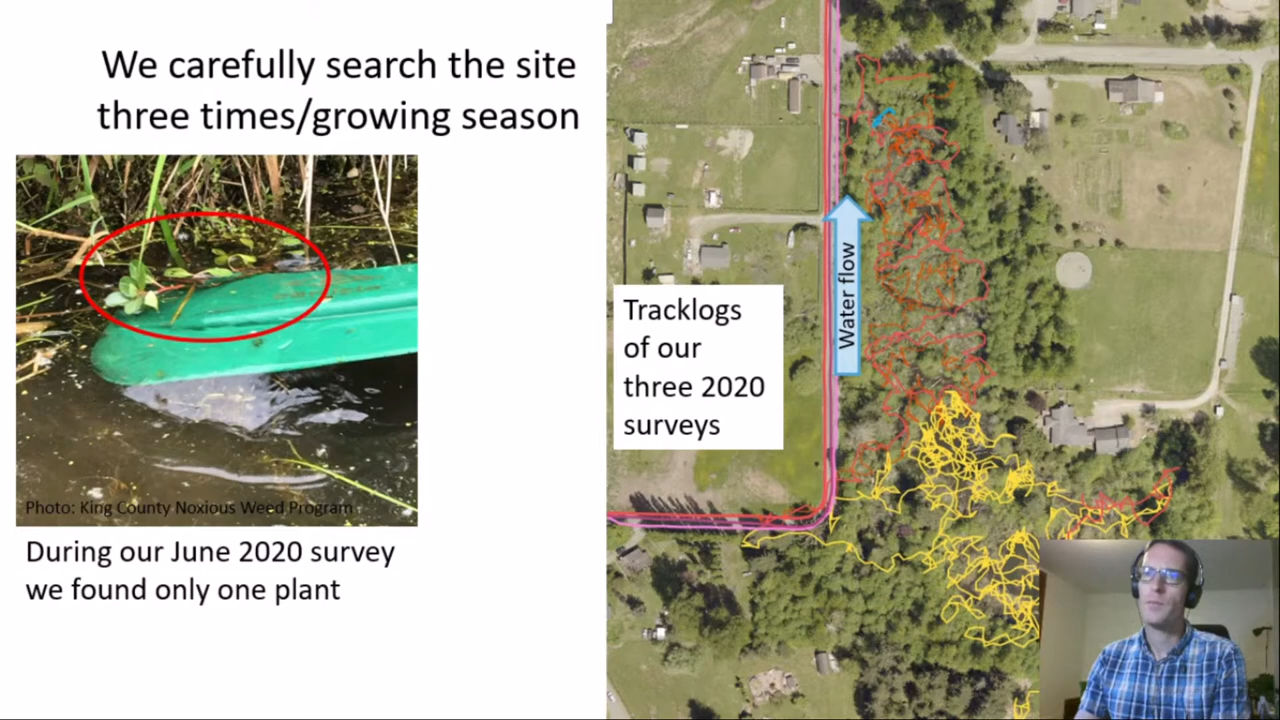 We carefully search the site
three times/growing season
Photo: King County Noxious Weed Program
During our June 2020 survey
we found only one plant
Tracklogs
of our
three 2020
surveys
Water flow